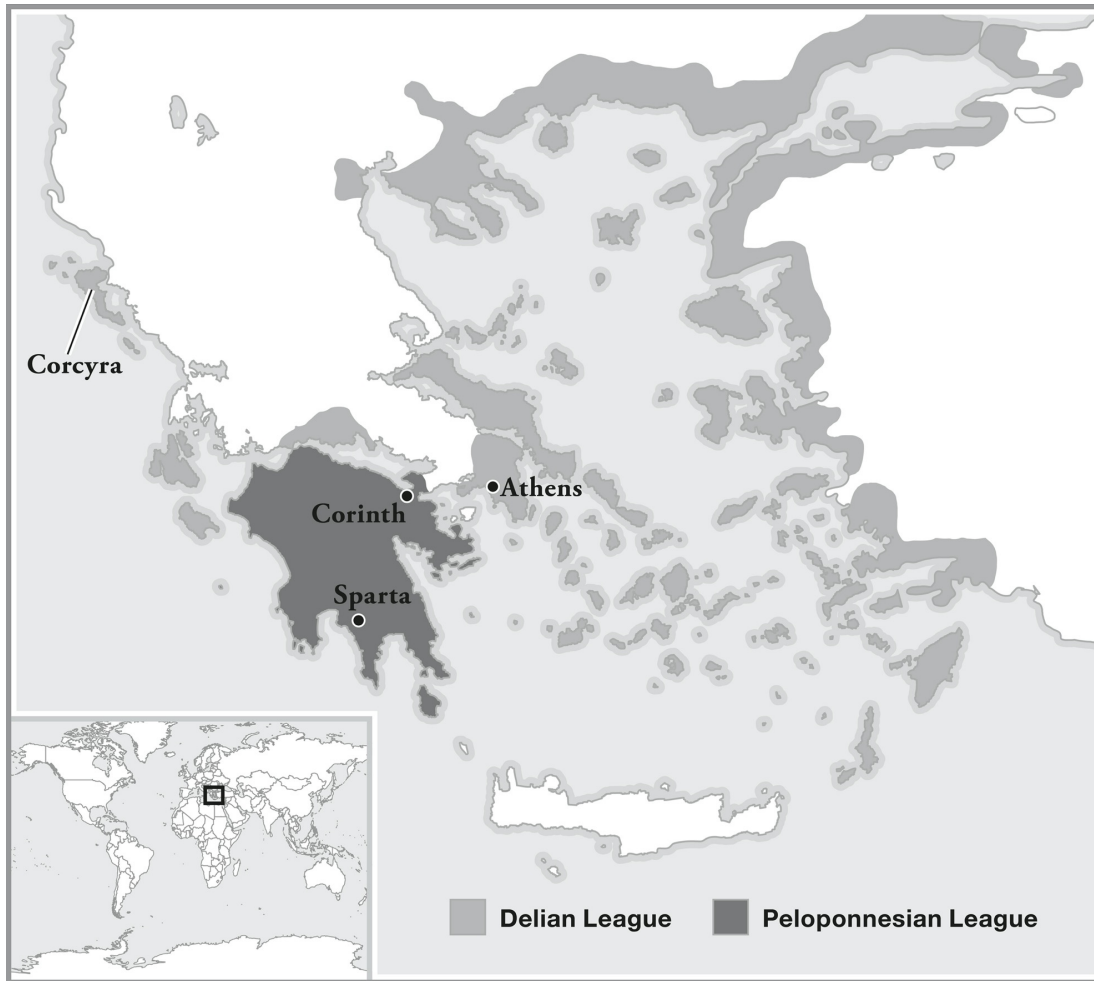 Corcyra
Athens
Corinth
Sparta
Delian League
Peloponnesian League